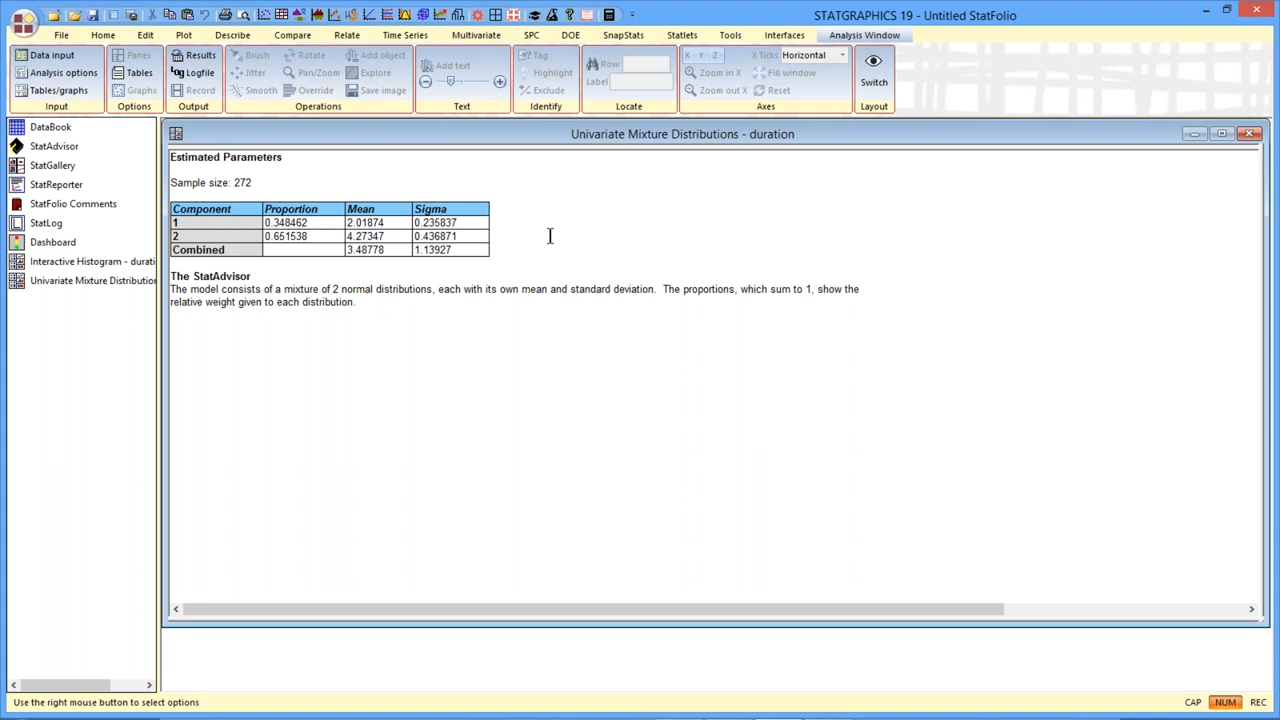 STATGRAPHICS 19 - Untitled StatFolio
File Home Edit Plot Describe Compare Relate Time Series Multivariate SPC DOE SnapStats Statlets Tools Interfaces Analysis Window
Data input Panes Results Brush Rotate Add object Add text Tag Row X Y Z X Ticks Horizontal
Analysis options Tables Logfile Jitter Pan/Zoom Explore Highlight Label Zoom in X Fill window Switch
Tables/graphs Graphs Record Smooth Override Save image Exclude Zoom out X Reset
Input Options Output Operations Text Identify Locate Axes Layout
DataBook
StatAdvisor
StatGallery
StatReporter
StatFolio Comments
StatLog
Dashboard
Interactive Histogram - durati
Univariate Mixture Distribution
Univariate Mixture Distributions - duration
Estimated Parameters
Sample size: 272
Component Proportion Mean Sigma
1 0.348462 2.01874 0.235837
2 0.651538 4.27347 0.436871
Combined 3.48778 1.13927
The StatAdvisor
The model consists of a mixture of 2 normal distributions, each with its own mean and standard deviation. The proportions, which sum to 1, show the
relative weight given to each distribution.
Use the right mouse button to select options CAP NUM REC